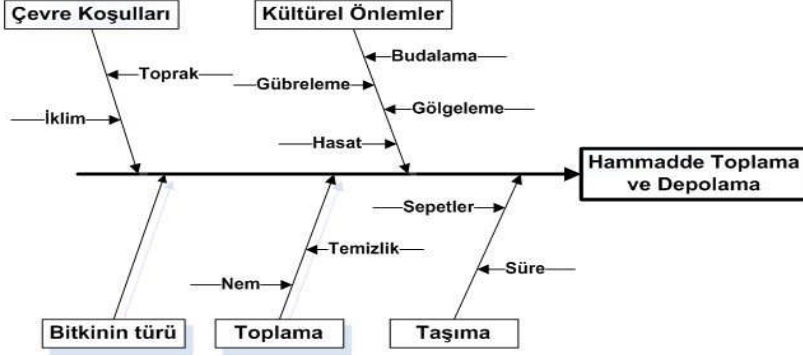 Çevre Koşulları
Kültürel Önlemler
Budalama
Toprak
Gübreleme
Gölgeleme
İklim
Hasat
Hammadde Toplama
ve Depolama
Sepetler
Temizlik
Süre
Nem
Bitkinin türü
Toplama
Taşıma